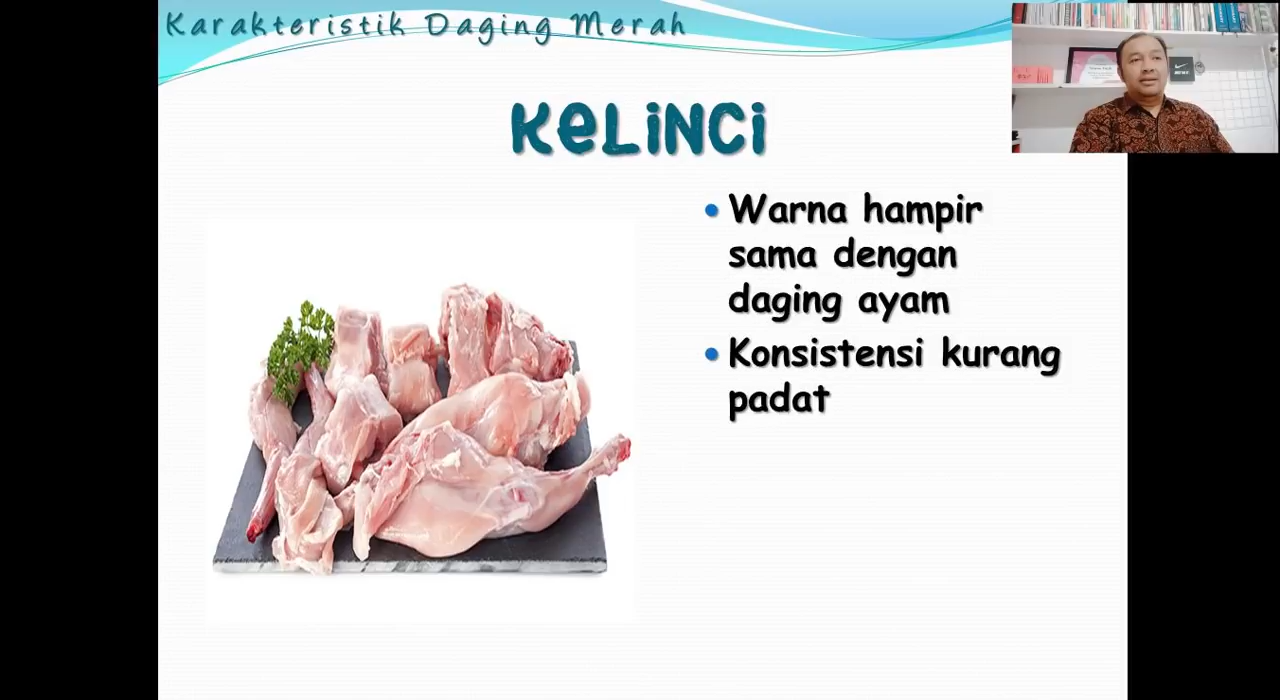 Karakteristik Daging Merah
Kelinci
Warna hampir
sama dengan
daging ayam
Konsistensi kurang
padat